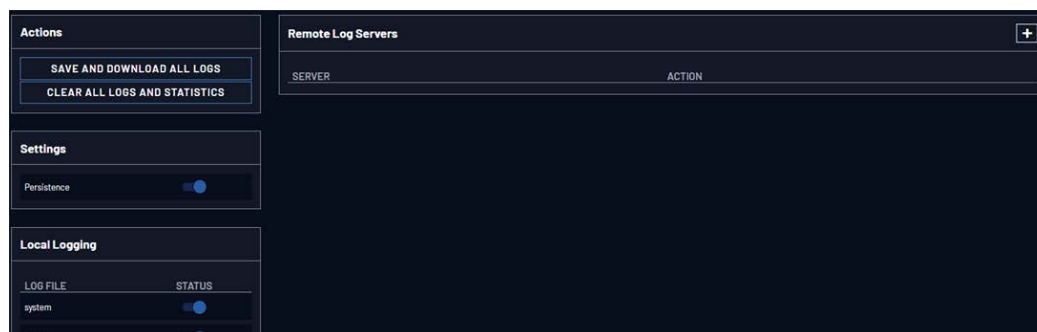 Actions
SAVE AND DOWNLOAD ALL LOGS
CLEAR ALL LOGS AND STATISTICS
Settings
Persistence
Local Logging
LOG FILE STATUS
system
Remote Log Servers
+
SERVER ACTION